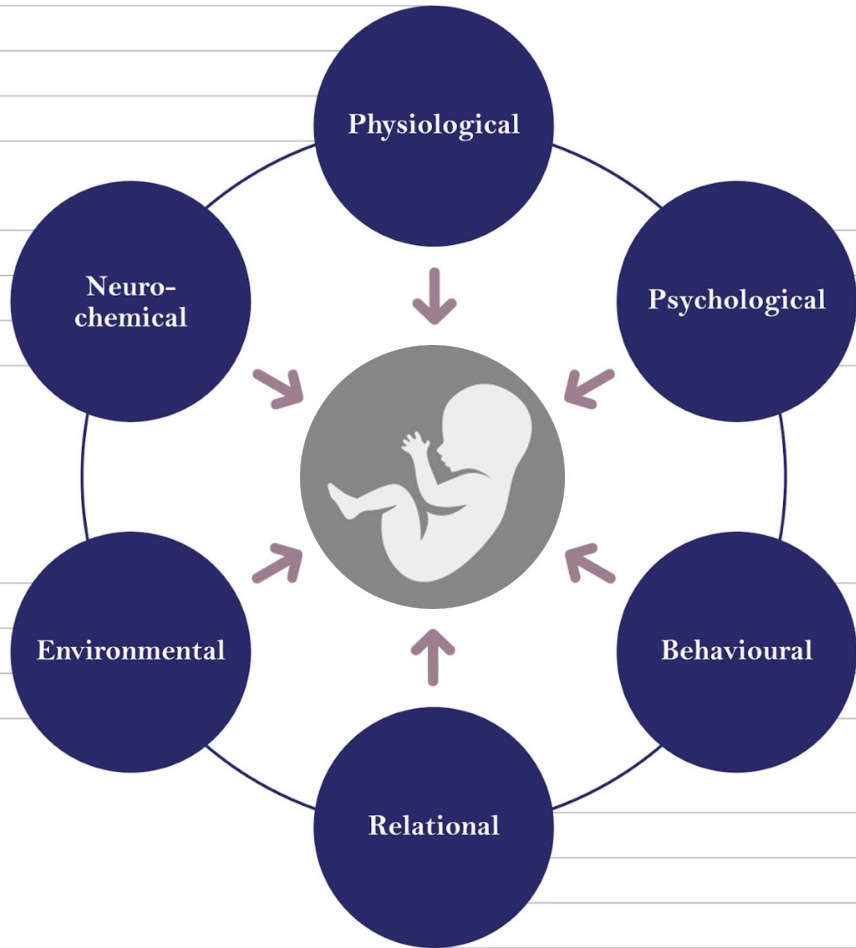 Physiological
Neuro-
chemical
Psychological
Environmental
Behavioural
Relational